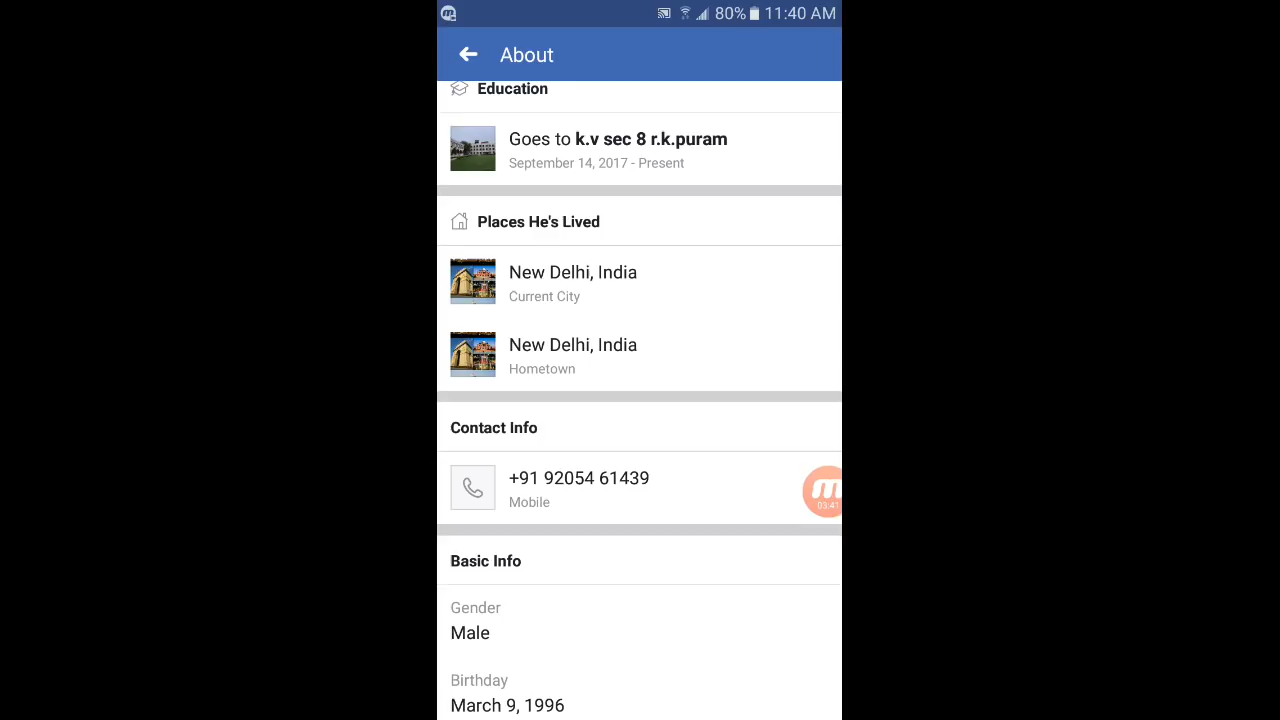 80% 11:40 AM
About
Education
Goes to k.v sec 8 r.k.puram
September 14, 2017 - Present
Places He's Lived
New Delhi, India
Current City
New Delhi, India
Hometown
Contact Info
+91 92054 61439
Mobile
03:41
Basic Info
Gender
Male
Birthday
March 9, 1996